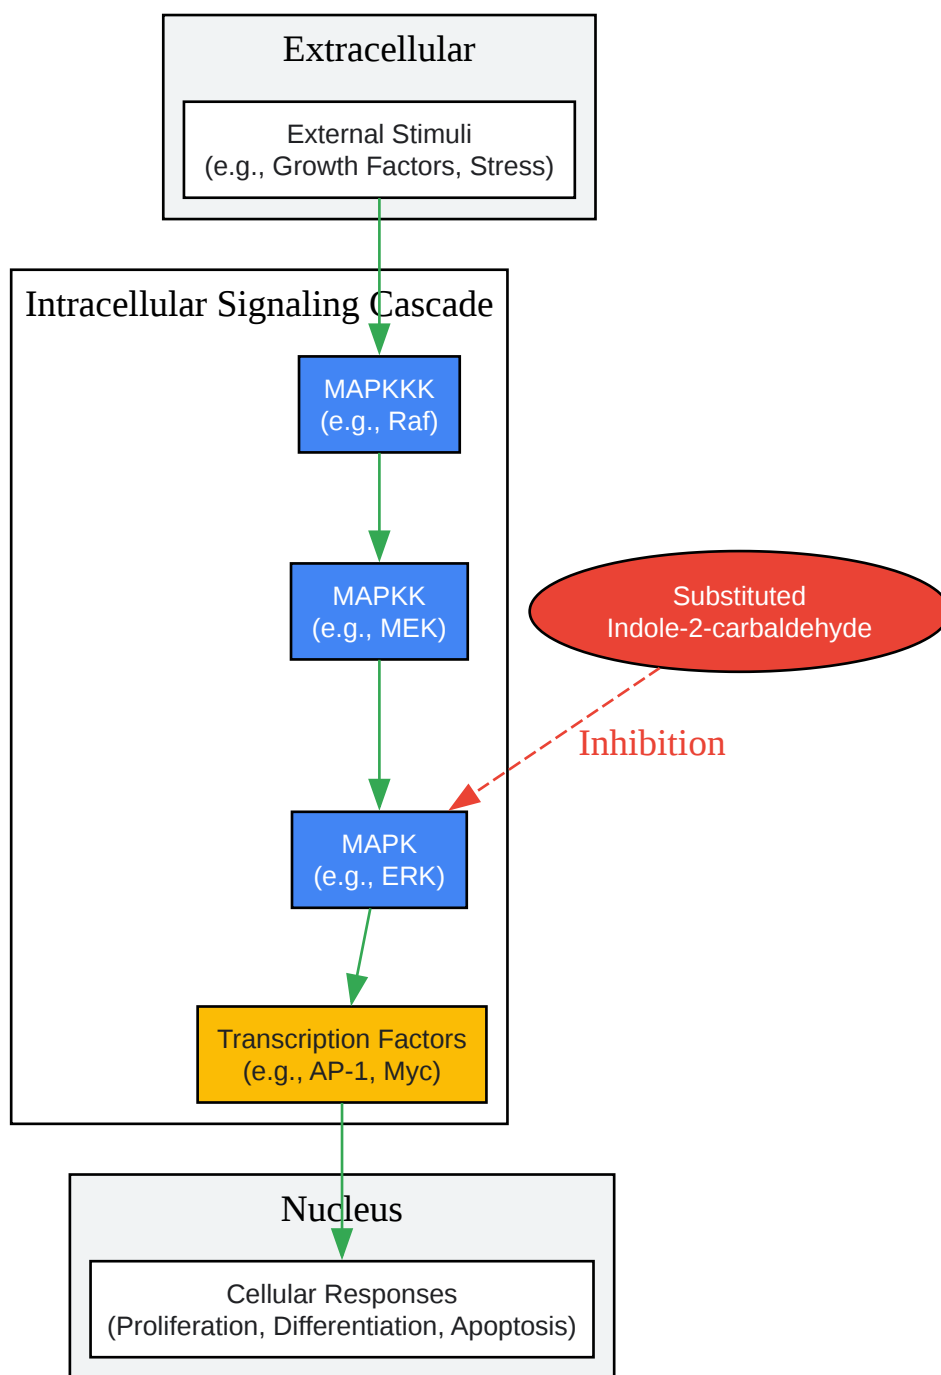 Extracellular
External Stimuli
(e.g., Growth Factors, Stress)
Intracellular Signaling Cascade
MAPKKK
(e.g., Raf)
MAPKK
(e.g., MEK)
Substituted
Indole-2-carbaldehyde
Inhibition
MAPK
(e.g., ERK)
Transcription Factors
(e.g., AP-1, Myc)
Nucleus
Cellular Responses
(Proliferation, Differentiation, Apoptosis)